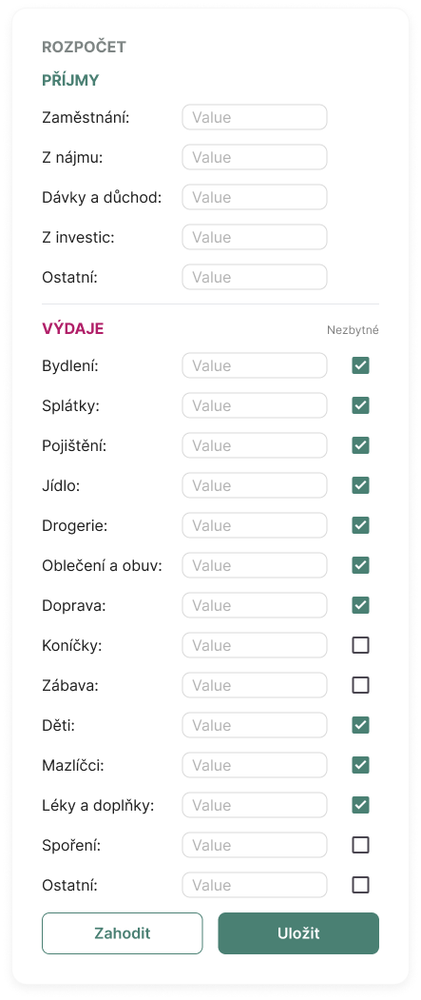 ROZPOČET
PŘÍJMY
Zaměstnání: Value
Z nájmu: Value
Dávky a důchod: Value
Z investic: Value
Ostatní: Value
VÝDAJE Nezbytné
Bydlení: Value
Splátky: Value
Pojištění: Value
Jídlo: Value
Drogerie: Value
Oblečení a obuv: Value
Doprava: Value
Koníčky: Value
Zábava: Value
Děti: Value
Mazlíčci: Value
Léky a doplňky: Value
Spoření: Value
Ostatní: Value
Zahodit Uložit